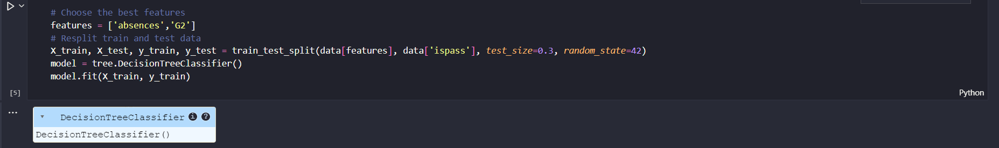 # Choose the best features
features = ['absences','G2']
# Resplit train and test data
X_train, X_test, y_train, y_test = train_test_split(data[features], data['ispass'], test_size=0.3, random_state=42)
model = tree.DecisionTreeClassifier()
model.fit(X_train, y_train)
[5]
Python
...
DecisionTreeClassifier i ?
DecisionTreeClassifier()